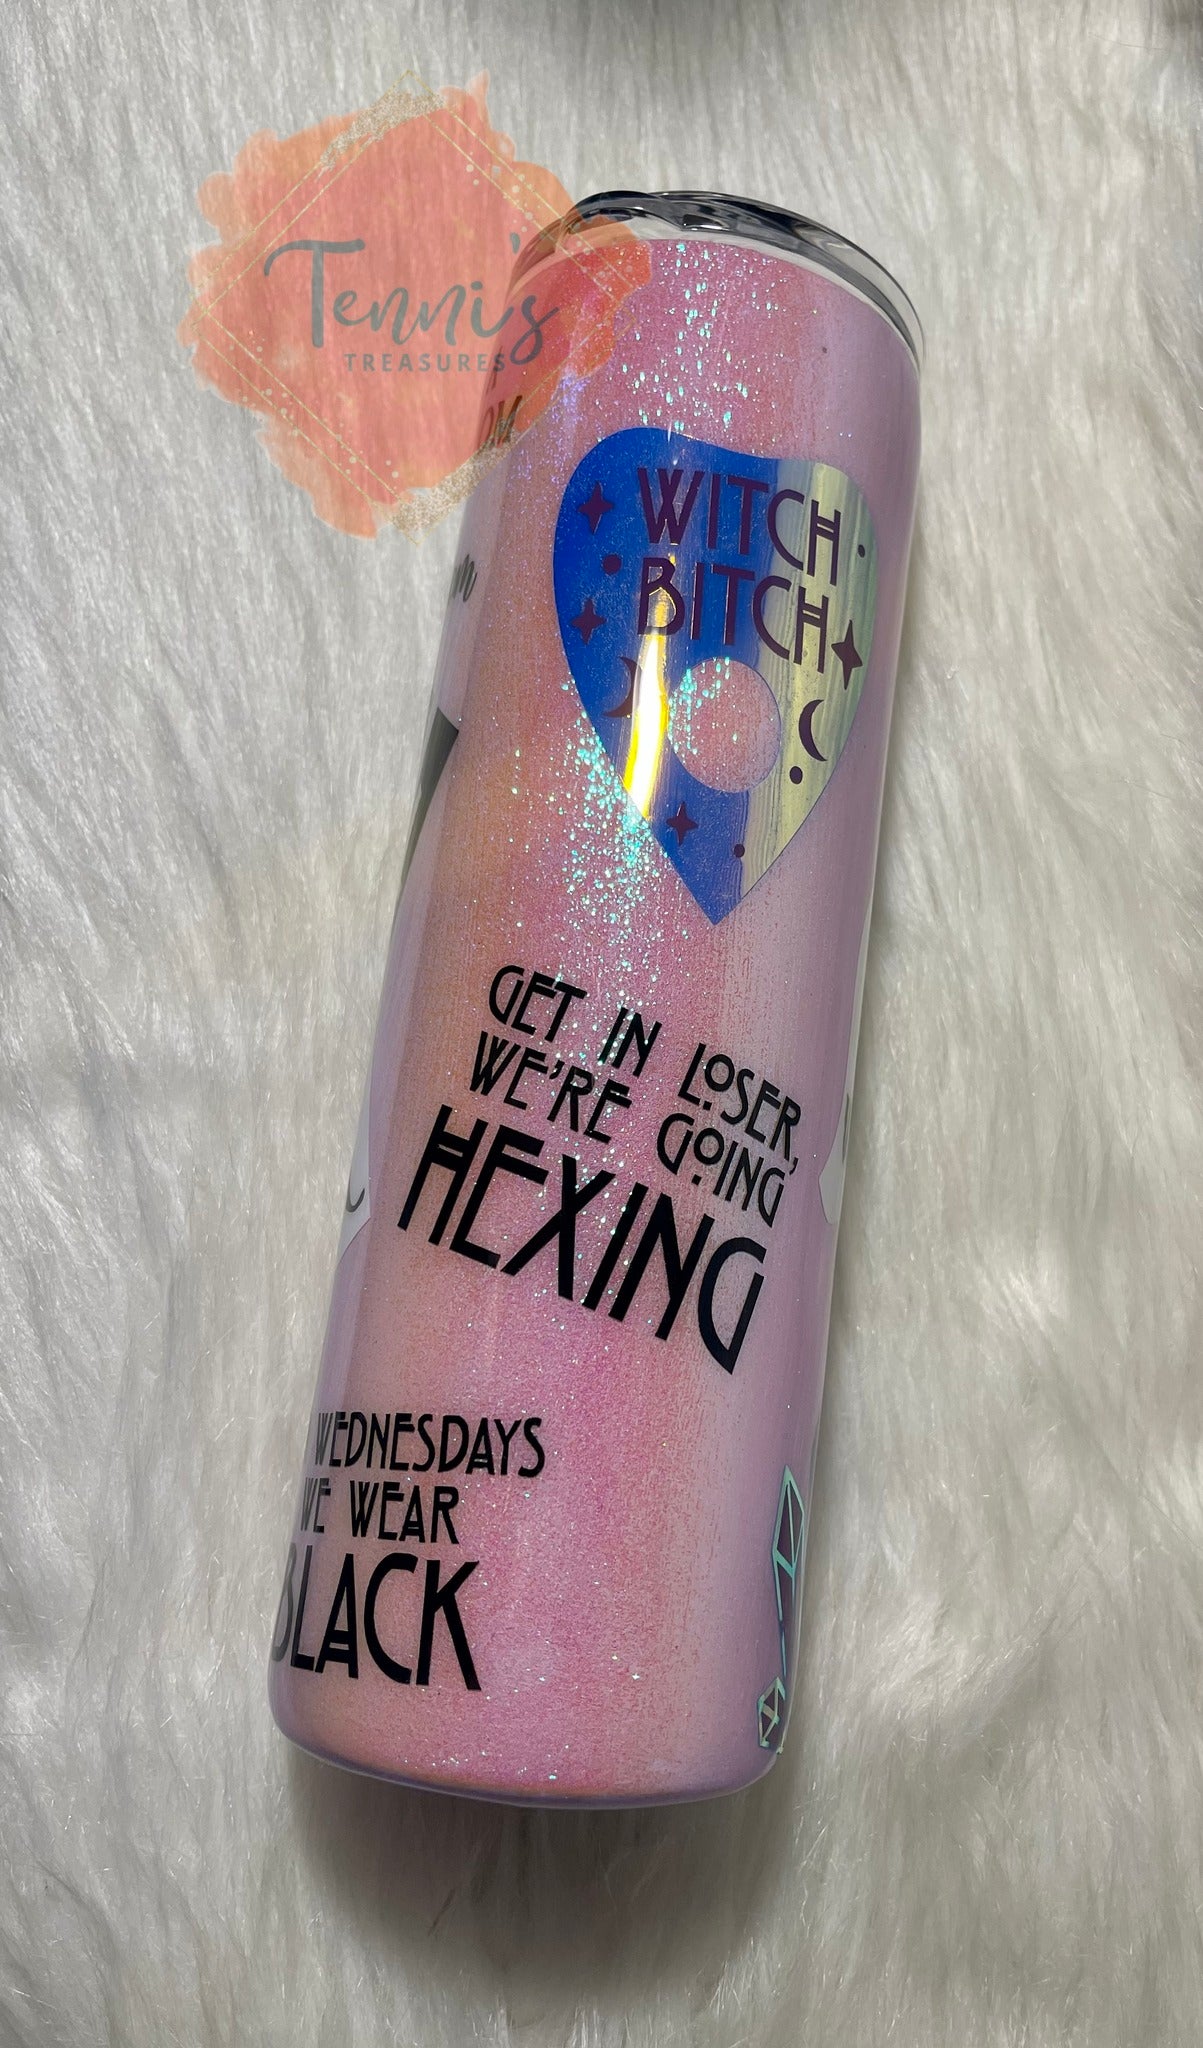 Tenni's
TREASURES
WITCH
BITCH
GET IN LOSER,
WE'RE GOING
HEXING
WEDNESDAYS
WE WEAR
BLACK